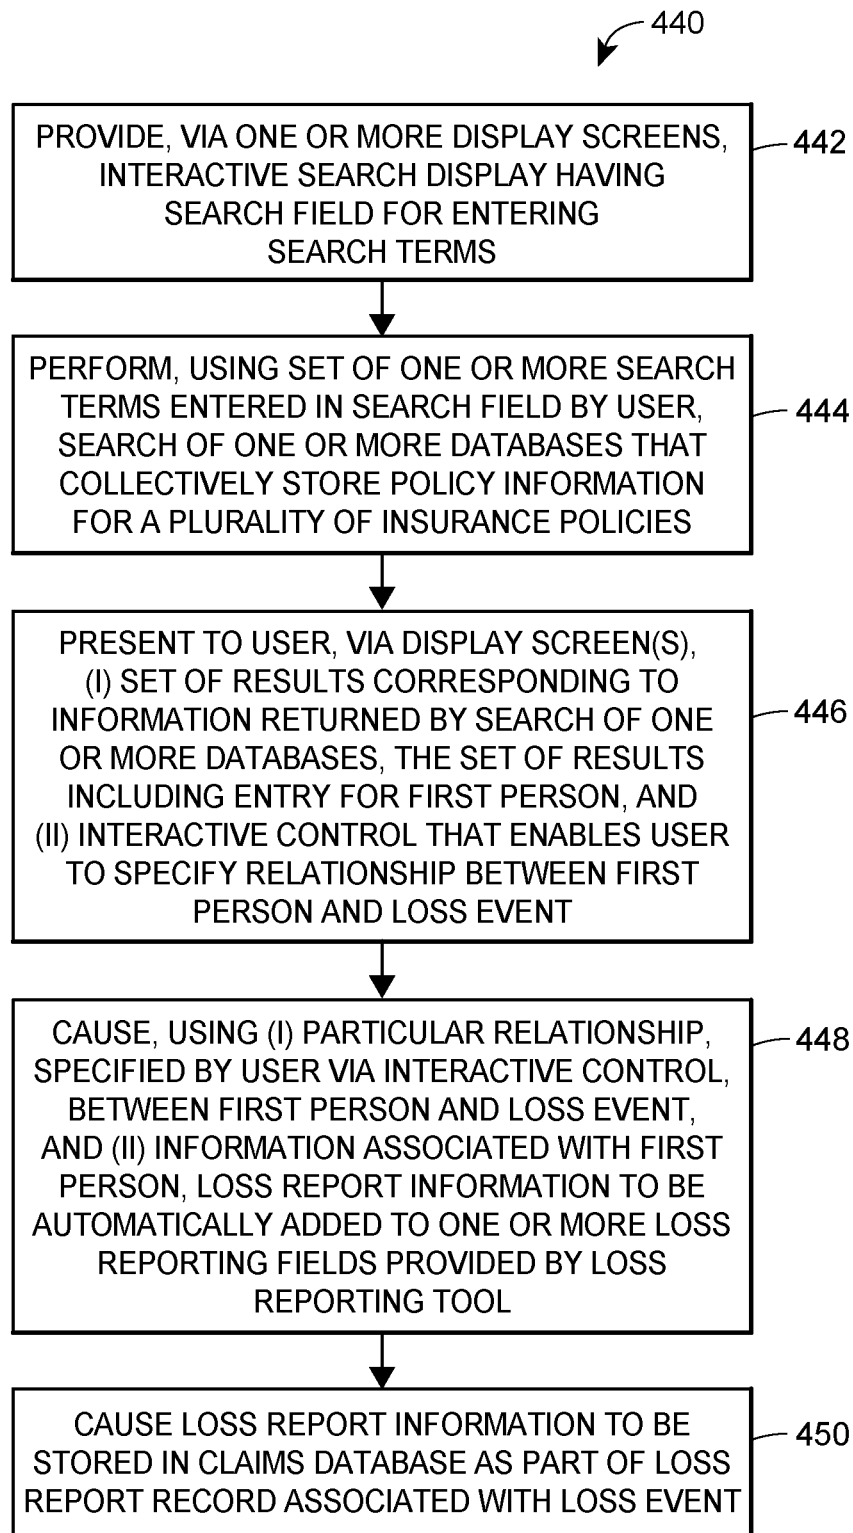 440
PROVIDE, VIA ONE OR MORE DISPLAY SCREENS,
INTERACTIVE SEARCH DISPLAY HAVING
SEARCH FIELD FOR ENTERING
SEARCH TERMS
442
PERFORM, USING SET OF ONE OR MORE SEARCH
TERMS ENTERED IN SEARCH FIELD BY USER,
SEARCH OF ONE OR MORE DATABASES THAT
COLLECTIVELY STORE POLICY INFORMATION
FOR A PLURALITY OF INSURANCE POLICIES
444
PRESENT TO USER, VIA DISPLAY SCREEN(S),
(I) SET OF RESULTS CORRESPONDING TO
INFORMATION RETURNED BY SEARCH OF ONE
OR MORE DATABASES, THE SET OF RESULTS
INCLUDING ENTRY FOR FIRST PERSON, AND
(II) INTERACTIVE CONTROL THAT ENABLES USER
TO SPECIFY RELATIONSHIP BETWEEN FIRST
PERSON AND LOSS EVENT
446
CAUSE, USING (I) PARTICULAR RELATIONSHIP,
SPECIFIED BY USER VIA INTERACTIVE CONTROL,
BETWEEN FIRST PERSON AND LOSS EVENT,
AND (II) INFORMATION ASSOCIATED WITH FIRST
PERSON, LOSS REPORT INFORMATION TO BE
AUTOMATICALLY ADDED TO ONE OR MORE LOSS
REPORTING FIELDS PROVIDED BY LOSS
REPORTING TOOL
448
CAUSE LOSS REPORT INFORMATION TO BE
STORED IN CLAIMS DATABASE AS PART OF LOSS
REPORT RECORD ASSOCIATED WITH LOSS EVENT
450